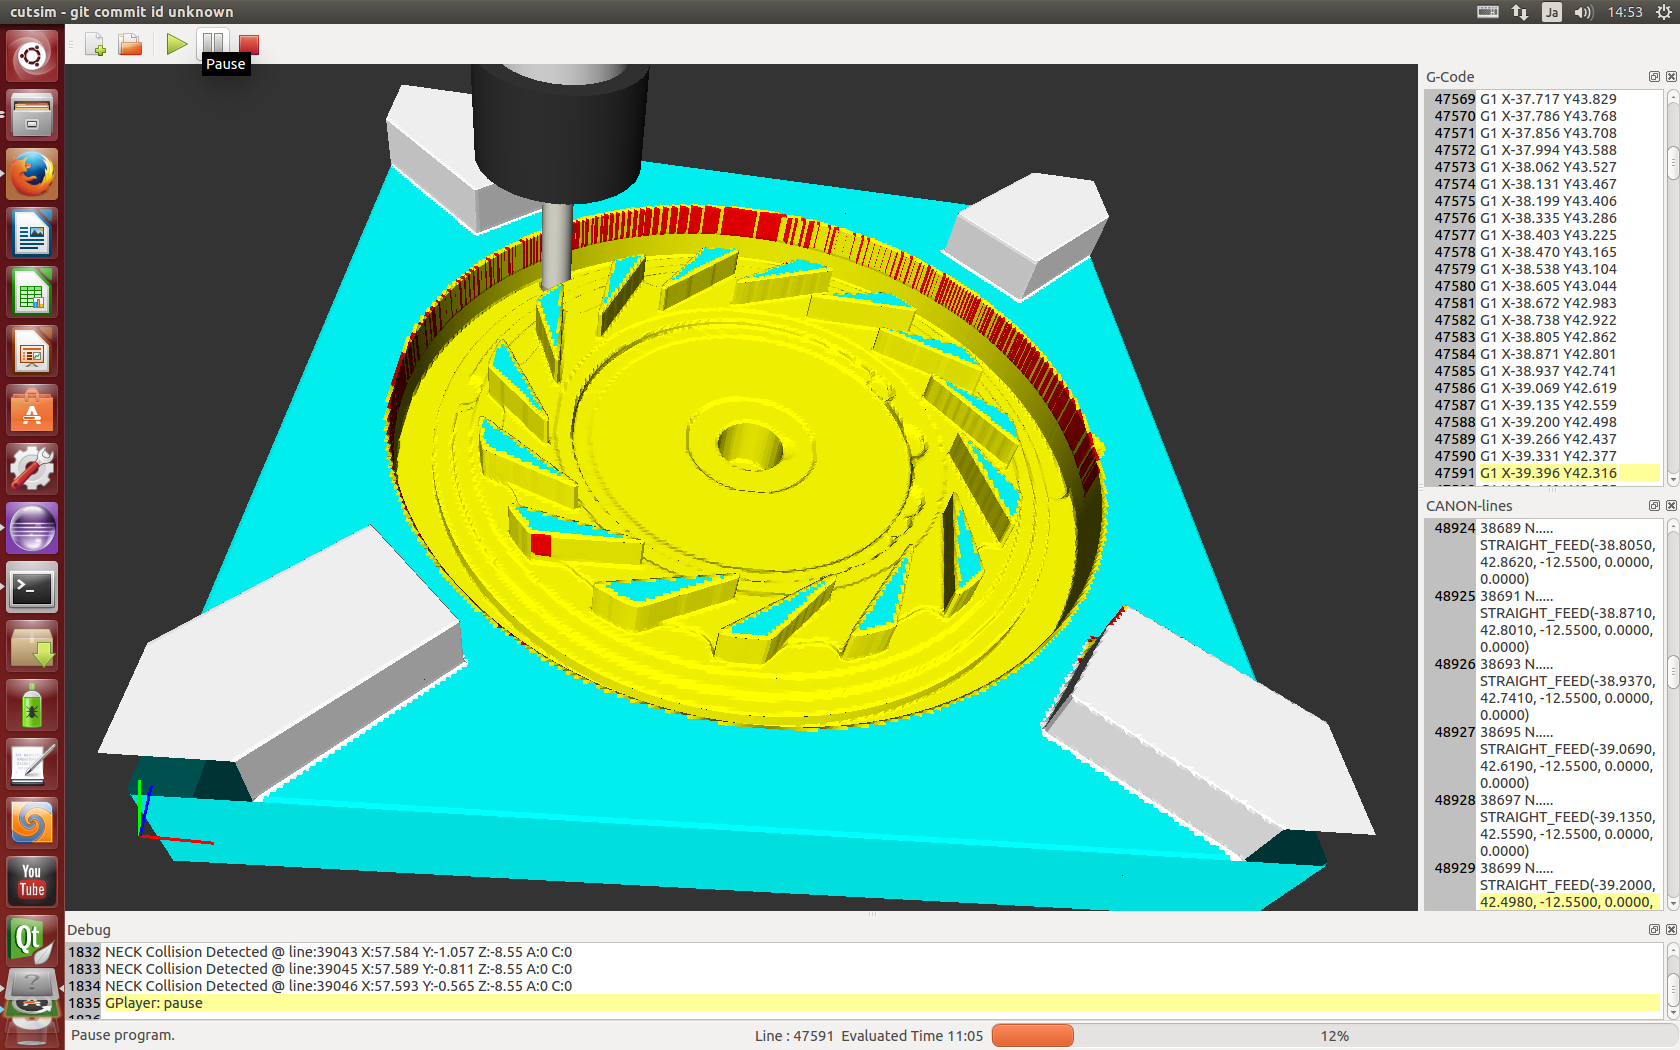 cutsim - git commit id unknown
Ja
14:53
Pause
G-Code
47569 G1 X-37.717 Y43.829
47570 G1 X-37.786 Y43.768
47571 G1 X-37.856 Y43.708
47572 G1 X-37.994 Y43.588
47573 G1 X-38.062 Y43.527
47574 G1 X-38.131 Y43.467
47575 G1 X-38.199 Y43.406
47576 G1 X-38.335 Y43.286
47577 G1 X-38.403 Y43.225
47578 G1 X-38.470 Y43.165
47579 G1 X-38.538 Y43.104
47580 G1 X-38.605 Y43.044
47581 G1 X-38.672 Y42.983
47582 G1 X-38.738 Y42.922
47583 G1 X-38.805 Y42.862
47584 G1 X-38.871 Y42.801
47585 G1 X-38.937 Y42.741
47586 G1 X-39.069 Y42.619
47587 G1 X-39.135 Y42.559
47588 G1 X-39.200 Y42.498
47589 G1 X-39.266 Y42.437
47590 G1 X-39.331 Y42.377
47591 G1 X-39.396 Y42.316
CANON-lines
48924 38689 N.....
STRAIGHT_FEED(-38.8050,
42.8620, -12.5500, 0.0000,
0.0000)
48925 38691 N.....
STRAIGHT_FEED(-38.8710,
42.8010, -12.5500, 0.0000,
0.0000)
48926 38693 N.....
STRAIGHT_FEED(-38.9370,
42.7410, -12.5500, 0.0000,
0.0000)
48927 38695 N.....
STRAIGHT_FEED(-39.0690,
42.6190, -12.5500, 0.0000,
0.0000)
48928 38697 N.....
STRAIGHT_FEED(-39.1350,
42.5590, -12.5500, 0.0000,
0.0000)
48929 38699 N.....
STRAIGHT_FEED(-39.2000,
42.4980, -12.5500, 0.0000,
You
Tube
Qt
Debug
1832 NECK Collision Detected @ line:39043 X:57.584 Y:-1.057 Z:-8.55 A:0 C:0
1833 NECK Collision Detected @ line:39045 X:57.589 Y:-0.811 Z:-8.55 A:0 C:0
1834 NECK Collision Detected @ line:39046 X:57.593 Y:-0.565 Z:-8.55 A:0 C:0
1835 GPlayer: pause
Pause program.
Line : 47591 Evaluated Time 11:05
12%